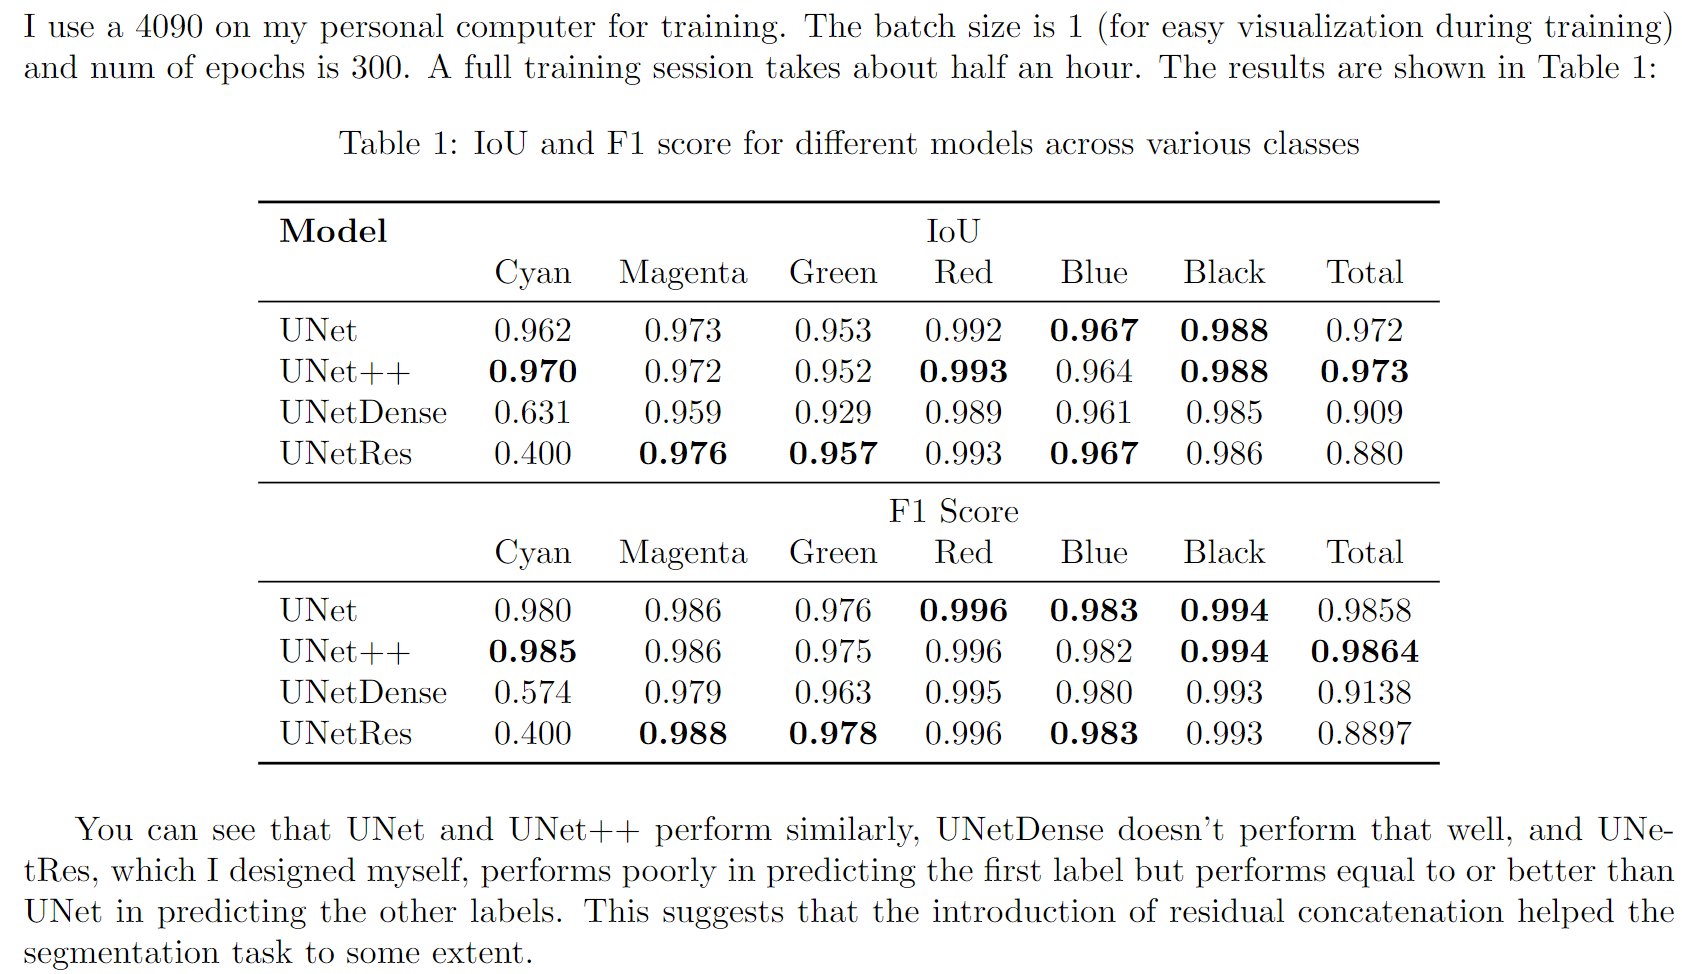 I use a 4090 on my personal computer for training. The batch size is 1 (for easy visualization during training)
and num of epochs is 300. A full training session takes about half an hour. The results are shown in Table 1:
Table 1: IoU and F1 score for different models across various classes
Model IoU
Cyan Magenta Green Red Blue Black Total
UNet 0.962 0.973 0.953 0.992 0.967 0.988 0.972
UNet++ 0.970 0.972 0.952 0.993 0.964 0.988 0.973
UNetDense 0.631 0.959 0.929 0.989 0.961 0.985 0.909
UNetRes 0.400 0.976 0.957 0.993 0.967 0.986 0.880
F1 Score
Cyan Magenta Green Red Blue Black Total
UNet 0.980 0.986 0.976 0.996 0.983 0.994 0.9858
UNet++ 0.985 0.986 0.975 0.996 0.982 0.994 0.9864
UNetDense 0.574 0.979 0.963 0.995 0.980 0.993 0.9138
UNetRes 0.400 0.988 0.978 0.996 0.983 0.993 0.8897
You can see that UNet and UNet++ perform similarly, UNetDense doesn't perform that well, and UNe-
tRes, which I designed myself, performs poorly in predicting the first label but performs equal to or better than
UNet in predicting the other labels. This suggests that the introduction of residual concatenation helped the
segmentation task to some extent.